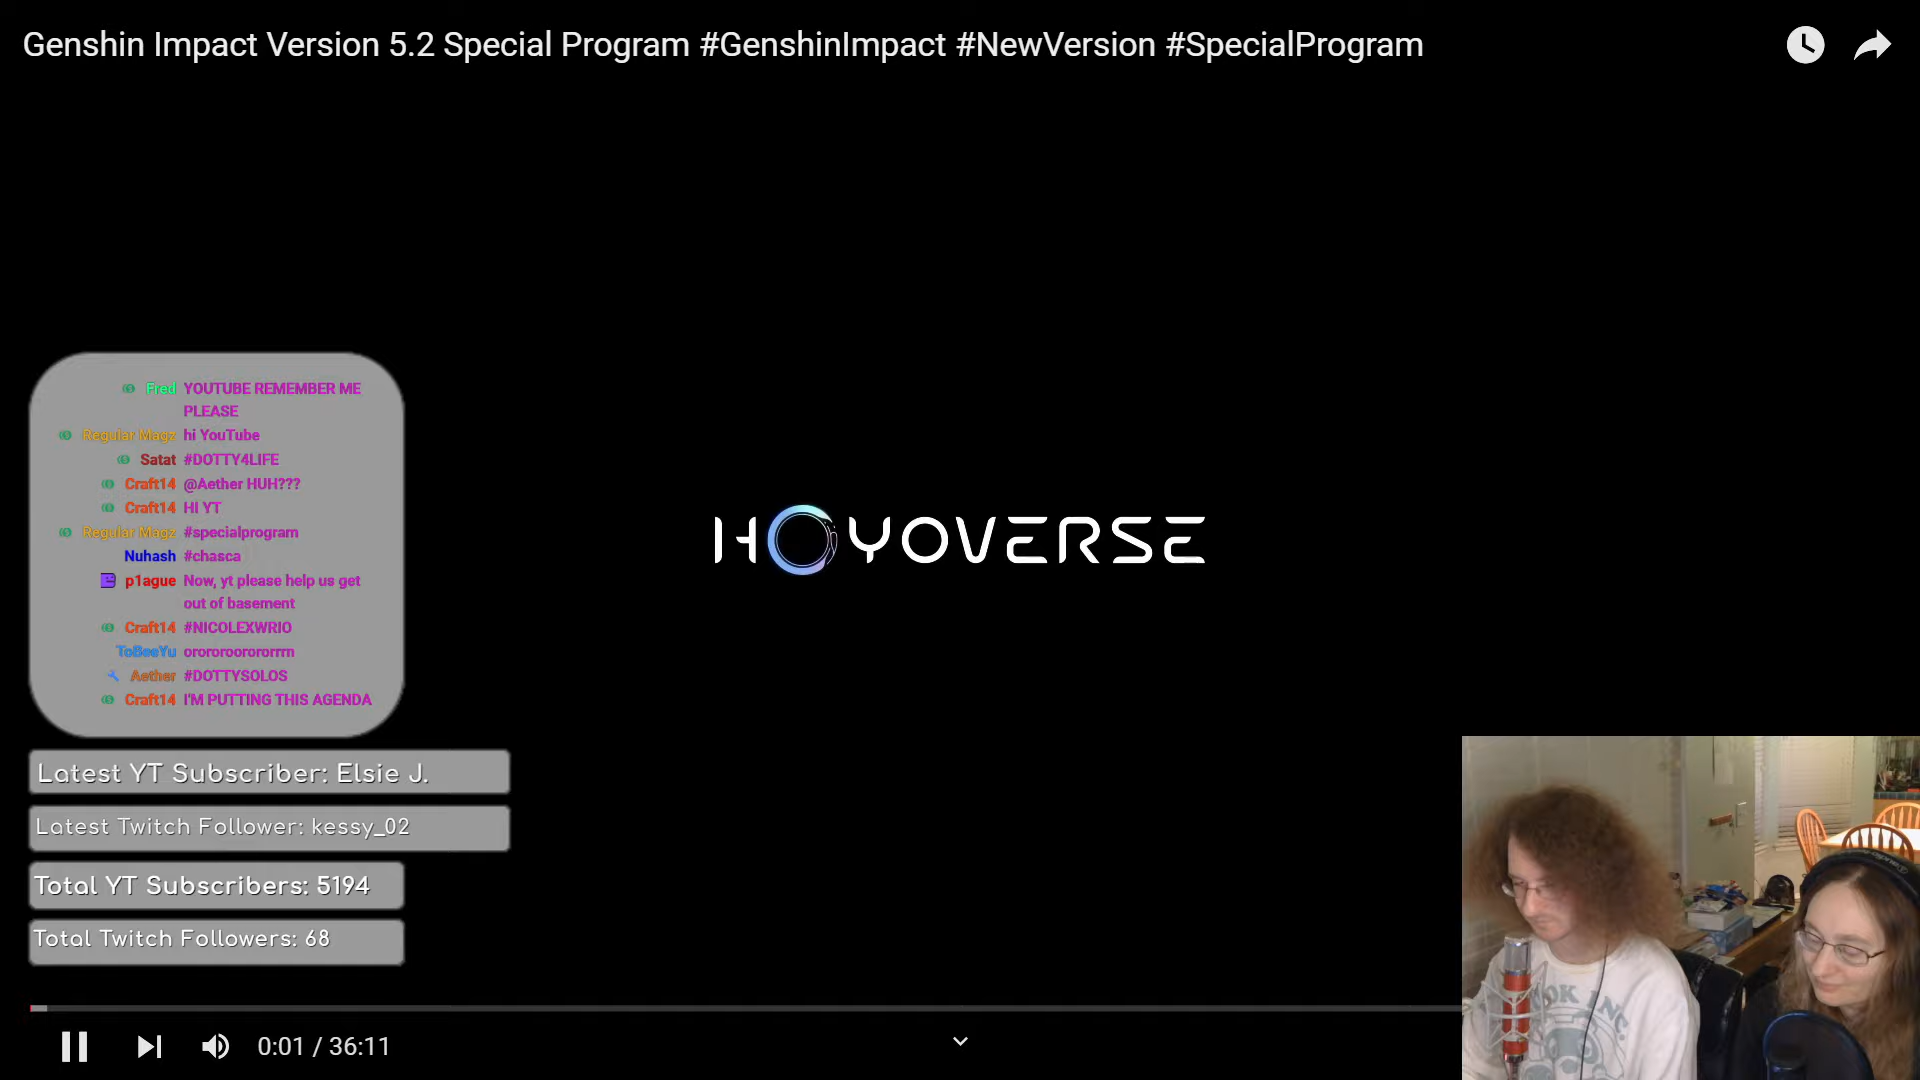 Genshin Impact Version 5.2 Special Program #GenshinImpact #NewVersion #SpecialProgram
Fred YOUTUBE REMEMBER ME
PLEASE
Regular Magz hi YouTube
Satat #DOTTY4LIFE
Craft14 @Aether HUH???
Craft14 HI YT
Regular Magz #specialprogram
Nuhash #chasca
p1ague Now, yt please help us get
out of basement
Craft14 #NICOLEXWRIO
ToBeeYu orororoorororrrn
Aether #DOTTYSOLOS
Craft14 I'M PUTTING THIS AGENDA
HOYOVERSE
Latest YT Subscriber: Elsie J.
Latest Twitch Follower: kessy_02
Total YT Subscribers: 5194
Total Twitch Followers: 68
0:01 / 36:11